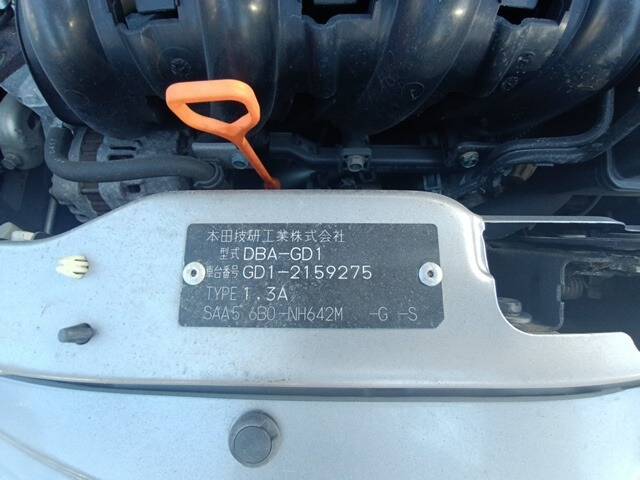 本田技研工業株式会社
型式 DBA-GD1
車台番号 GD1-2159275
TYPE 1.3A
SAA5 6B0-NH642M -G -S